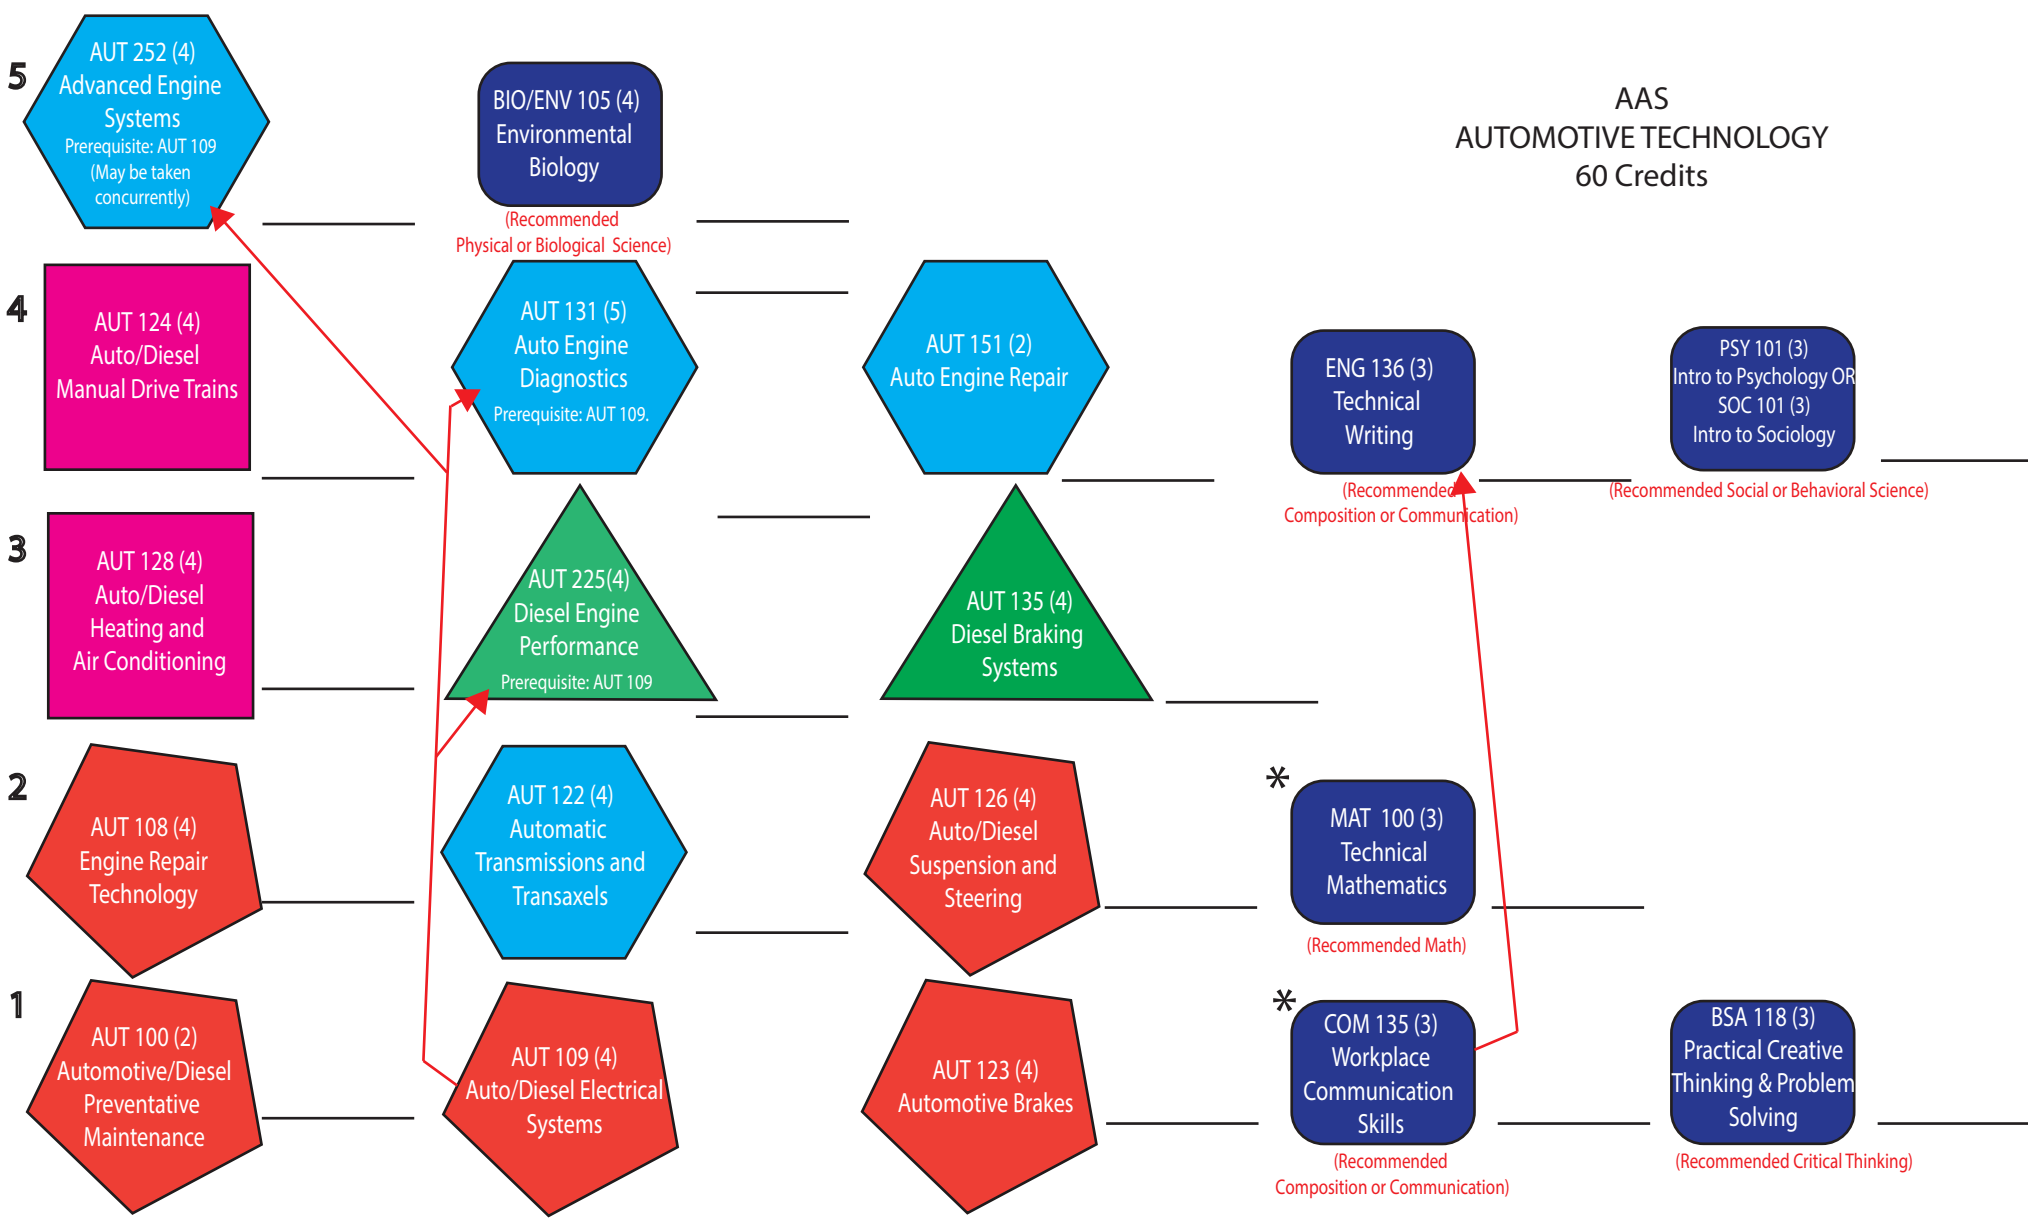 AAS
AUTOMOTIVE TECHNOLOGY
60 Credits
5
AUT 252 (4)
Advanced Engine
Systems
Prerequisite: AUT 109
(May be taken
concurrently)
BIO/ENV 105 (4)
Environmental
Biology
(Recommended
Physical or Biological Science)
4
AUT 124 (4)
Auto/Diesel
Manual Drive Trains
AUT 131 (5)
Auto Engine
Diagnostics
Prerequisite: AUT 109.
AUT 151 (2)
Auto Engine Repair
ENG 136 (3)
Technical
Writing
(Recommended
Composition or Communication)
PSY 101 (3)
Intro to Psychology OR
SOC 101 (3)
Intro to Sociology
(Recommended Social or Behavioral Science)
3
AUT 128 (4)
Auto/Diesel
Heating and
Air Conditioning
AUT 225(4)
Diesel Engine
Performance
Prerequisite: AUT 109
AUT 135 (4)
Diesel Braking
Systems
2
AUT 108 (4)
Engine Repair
Technology
AUT 122 (4)
Automatic
Transmissions and
Transaxels
AUT 126 (4)
Auto/Diesel
Suspension and
Steering
*
MAT 100 (3)
Technical
Mathematics
(Recommended Math)
1
AUT 100 (2)
Automotive/Diesel
Preventative
Maintenance
AUT 109 (4)
Auto/Diesel Electrical
Systems
AUT 123 (4)
Automotive Brakes
*
COM 135 (3)
Workplace
Communication
Skills
(Recommended
Composition or Communication)
BSA 118 (3)
Practical Creative
Thinking & Problem
Solving
(Recommended Critical Thinking)